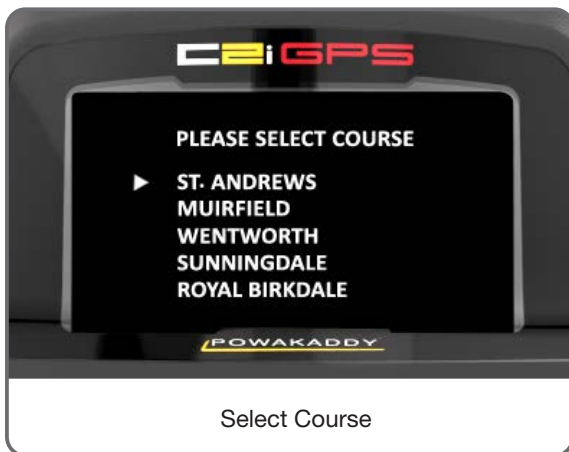 C2i GPS
PLEASE SELECT COURSE
ST. ANDREWS
MUIRFIELD
WENTWORTH
SUNNINGDALE
ROYAL BIRKDALE
POWAKADDY
Select Course